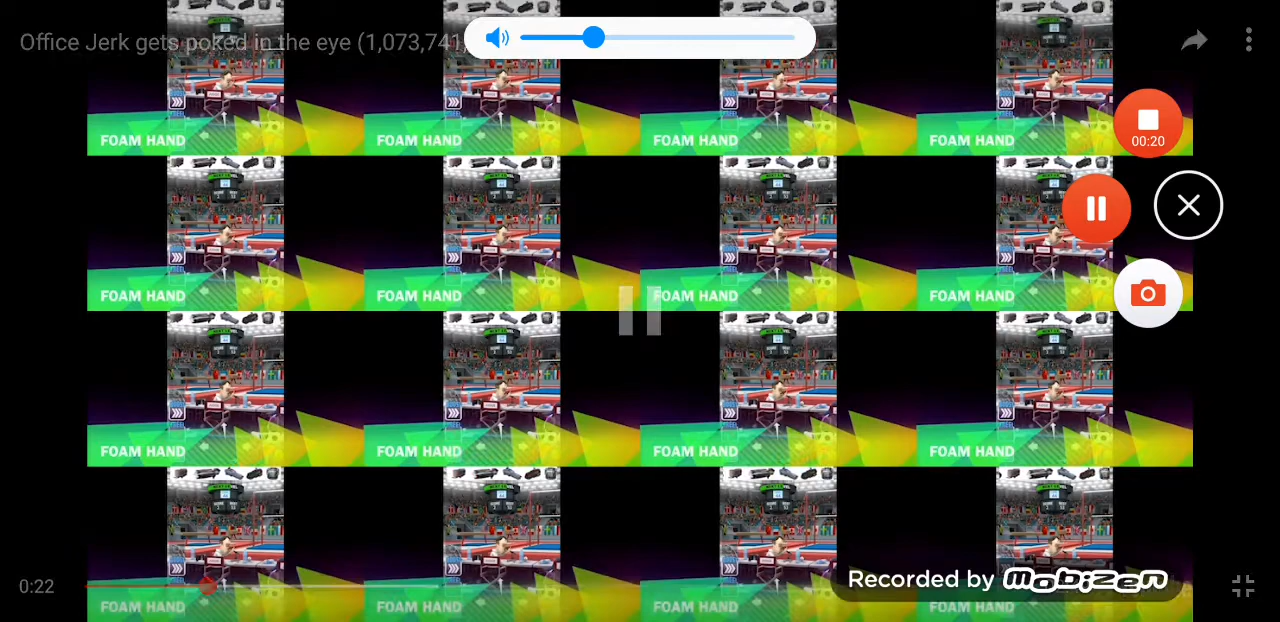 Office Jerk gets poked in the eye (1,073,741,
00:20
FOAM HAND FOAM HAND FOAM HAND FOAM HAND
FOAM HAND FOAM HAND FOAM HAND FOAM HAND
FOAM HAND FOAM HAND FOAM HAND FOAM HAND
Recorded by mobizen
0:22
FOAM HAND FOAM HAND FOAM HAND FOAM HAND